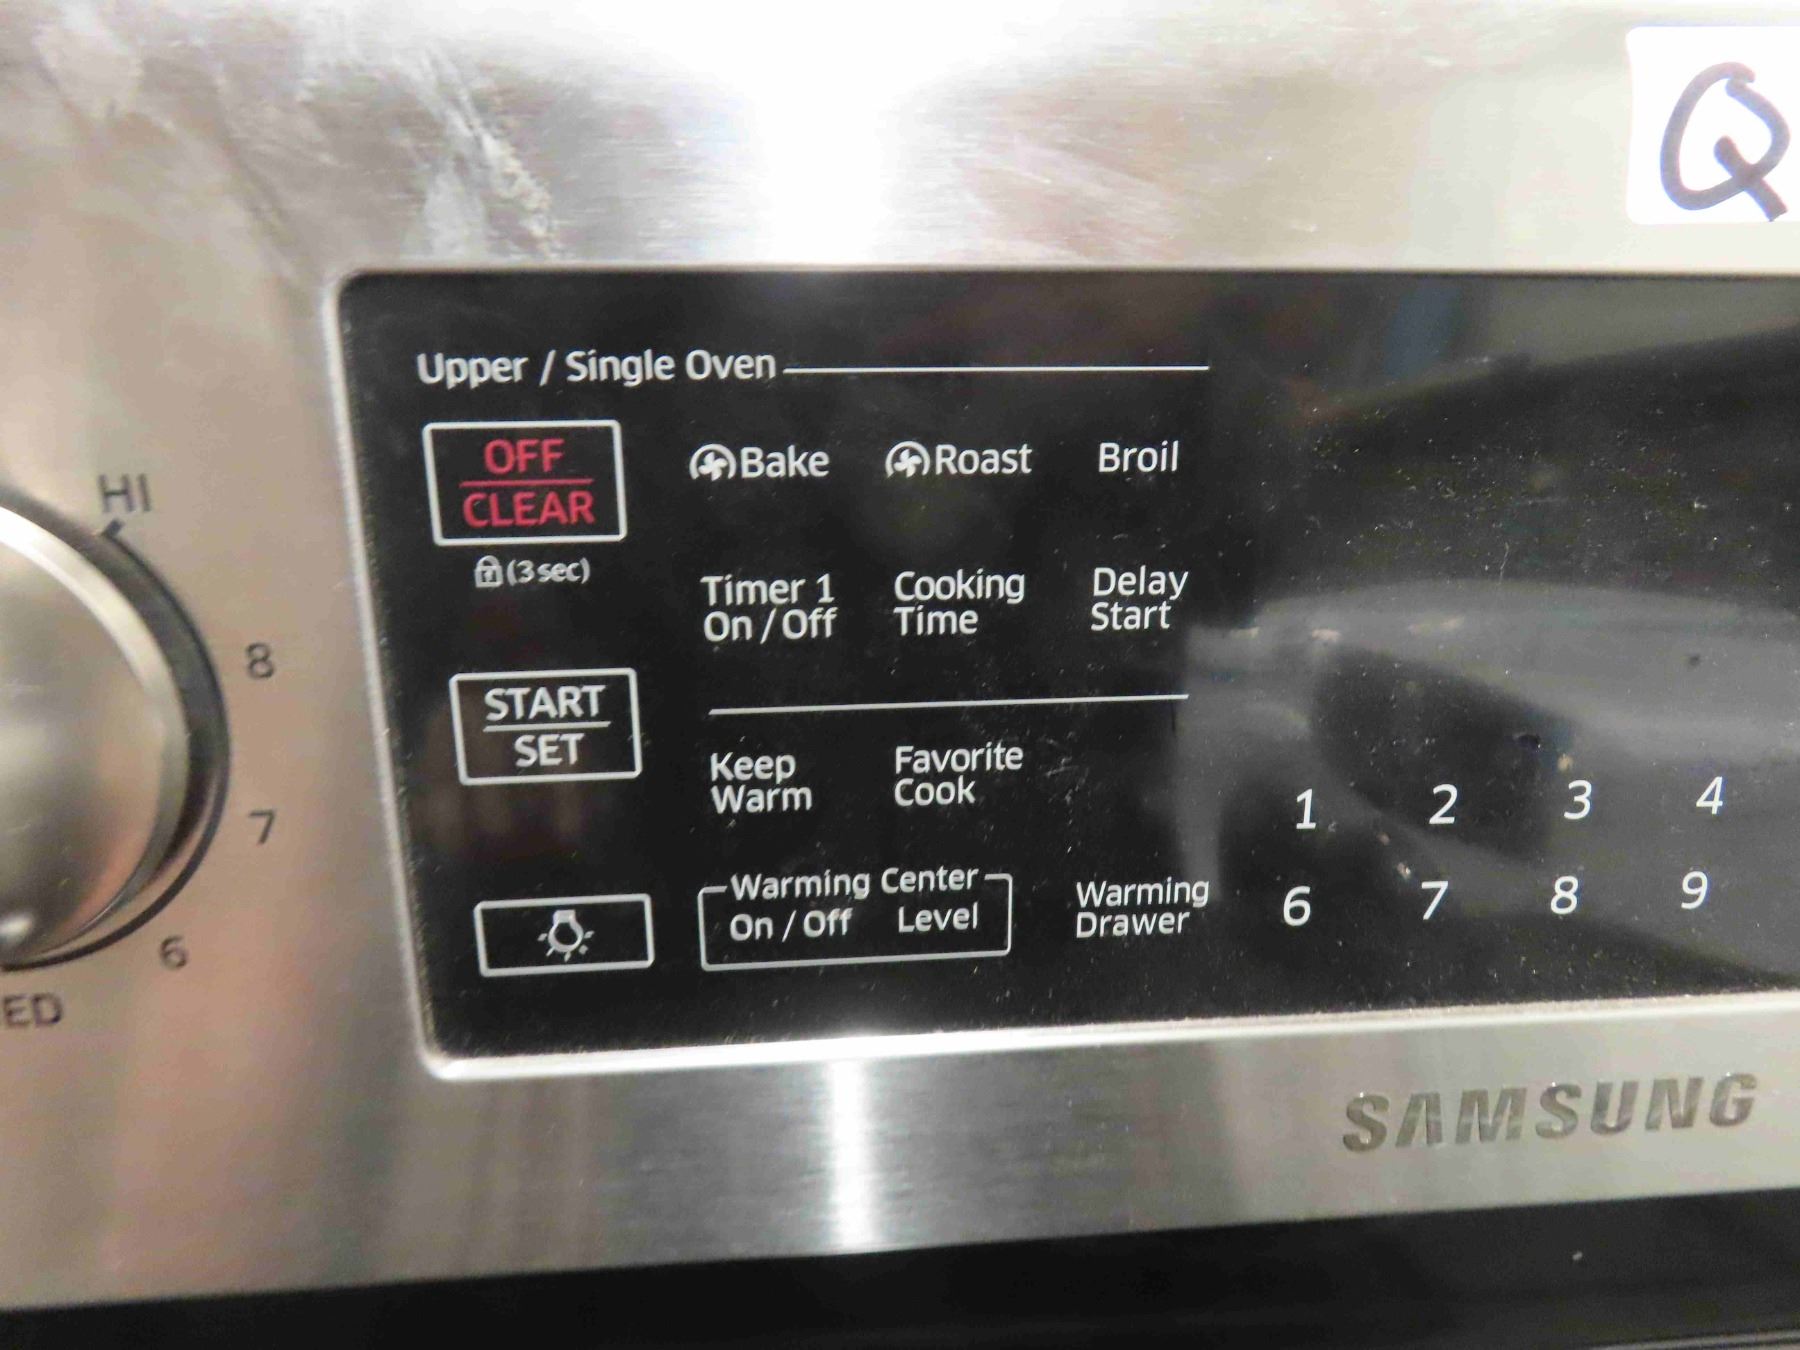 Q
Upper / Single Oven
OFF
CLEAR
(3 sec)
Bake
Roast
Broil
Timer 1
On / Off
Cooking
Time
Delay
Start
START
SET
Keep
Warm
Favorite
Cook
Warming Center
On / Off
Level
Warming
Drawer
1 2 3 4
6 7 8 9
HI
8
7
6
ED
SAMSUNG